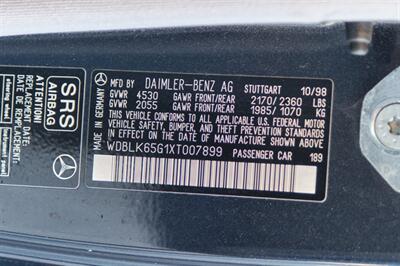 MADE IN GERMANY
MFD BY DAIMLER-BENZ AG STUTTGART 10/98
GVWR 4530 GAWR FRONT/REAR 2170/2360 LBS
GVWR 2055 GAWR FRONT/REAR 1985/1070 KG
THIS VEHICLE CONFORMS TO ALL APPLICABLE U.S. FEDERAL MOTOR
VEHICLE SAFETY, BUMPER, AND THEFT PREVENTION STANDARDS
IN EFFECT ON THE DATE OF MANUFACTURE SHOWN ABOVE.
WDBLK65G1XT007899 PASSENGER CAR 189
SRS
AIRBAG
ATTENTION
REPLACEMENT DATE: